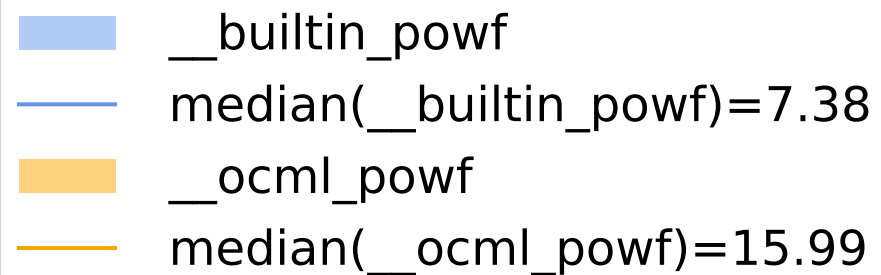 __builtin_powf
median(__builtin_powf)=7.38
__ocml_powf
median(__ocml_powf)=15.99